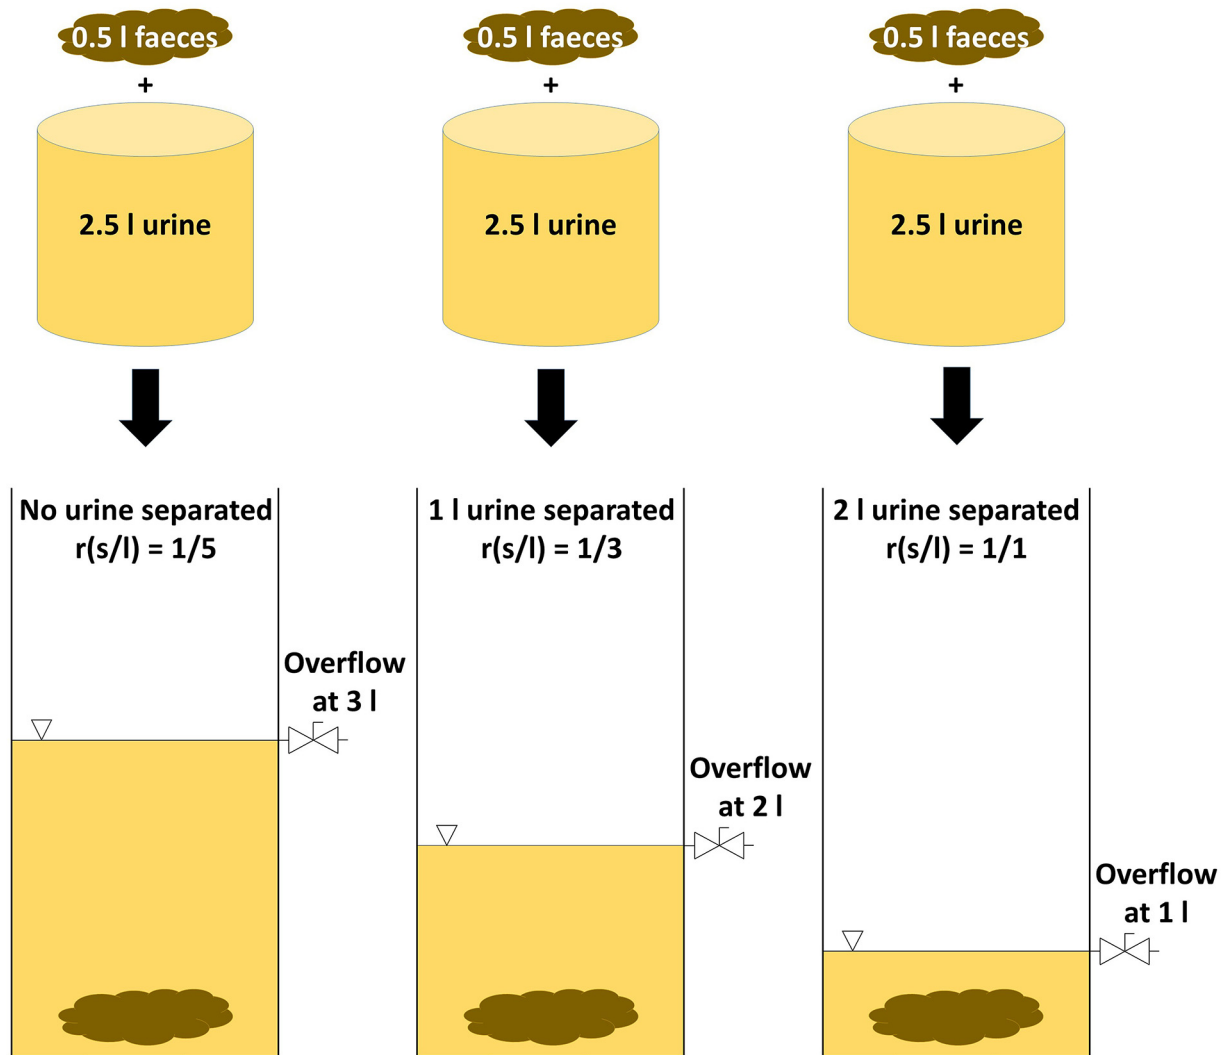 0.5 l faeces
+
2.5 l urine
No urine separated
r(s/l) = 1/5
Overflow
at 3 l
0.5 l faeces
+
2.5 l urine
1 l urine separated
r(s/l) = 1/3
Overflow
at 2 l
0.5 l faeces
+
2.5 l urine
2 l urine separated
r(s/l) = 1/1
Overflow
at 1 l